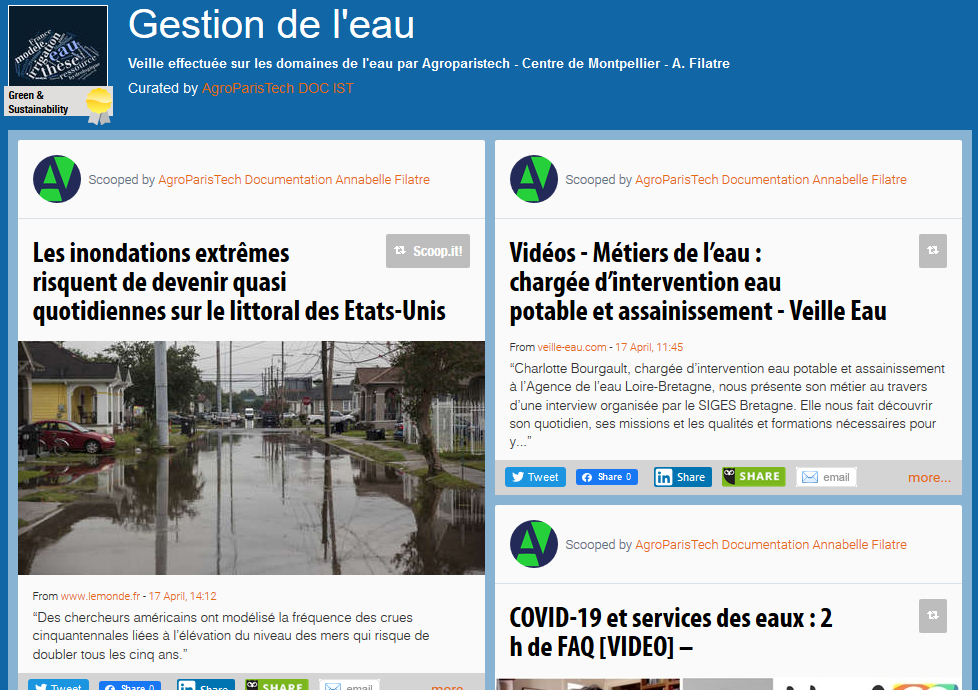 Gestion de l'eau
Veille effectuée sur les domaines de l'eau par Agroparistech - Centre de Montpellier - A. Filatre
Curated by AgroParisTech DOC IST
France
modèle
irrigation
eau
thèse
ressource
Green &
Sustainability
Scooped by AgroParisTech Documentation Annabelle Filatre
Les inondations extrêmes
risquent de devenir quasi
quotidiennes sur le littoral des Etats-Unis
Scoop.it!
From www.lemonde.fr - 17 April, 14:12
“Des chercheurs américains ont modélisé la fréquence des crues
cinquantennales liées à l’élévation du niveau des mers qui risque de
doubler tous les cinq ans.”
Tweet
Share 0
Share
SHARE
email
more...
Scooped by AgroParisTech Documentation Annabelle Filatre
Vidéos - Métiers de l’eau :
chargée d’intervention eau
potable et assainissement - Veille Eau
From veille-eau.com - 17 April, 11:45
“Charlotte Bourgault, chargée d’intervention eau potable et assainissement
à l’Agence de l’eau Loire-Bretagne, nous présente son métier au travers
d’une interview organisée par le SIGES Bretagne. Elle nous fait découvrir
son quotidien, ses missions et les qualités et formations nécessaires pour
y...”
Tweet
Share 0
Share
SHARE
email
more...
Scooped by AgroParisTech Documentation Annabelle Filatre
COVID-19 et services des eaux : 2
h de FAQ [VIDEO] –